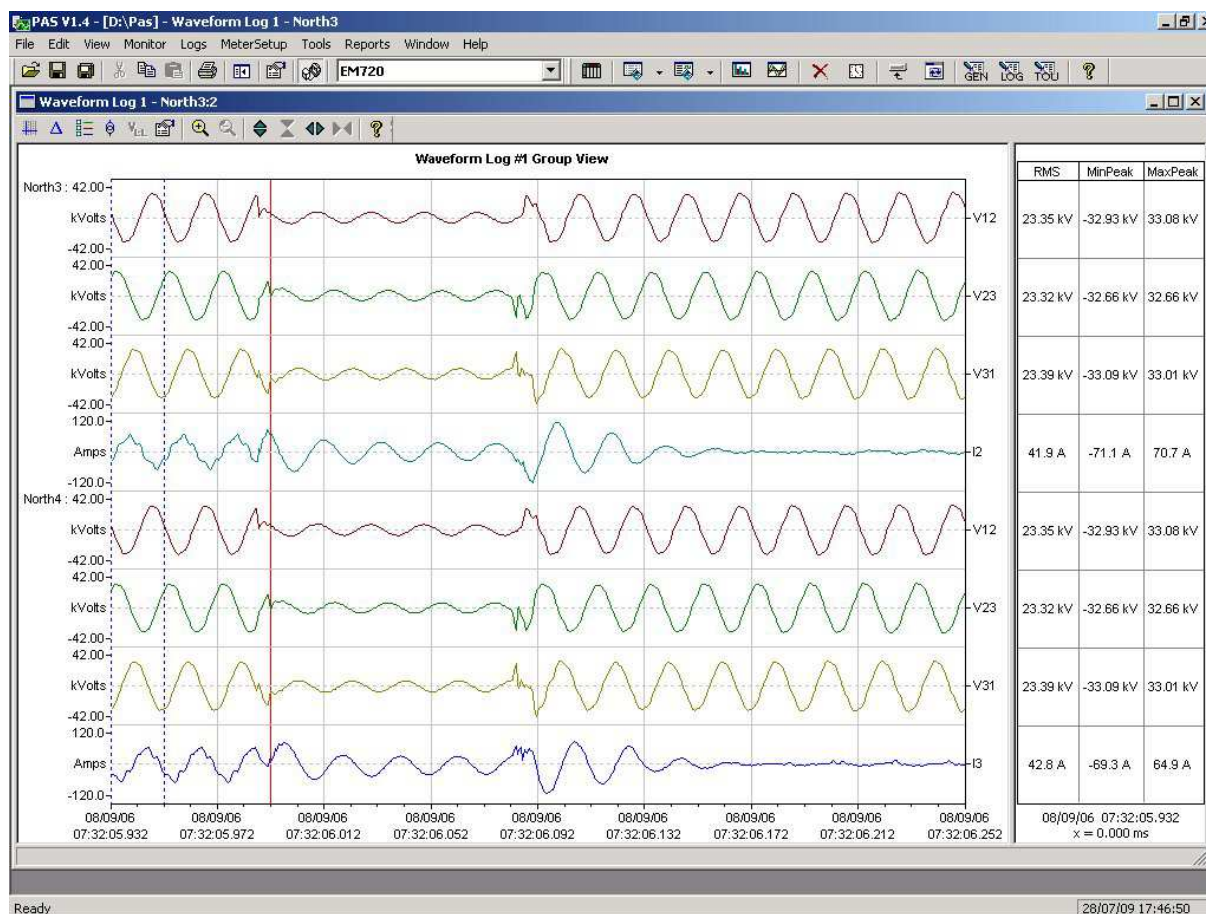 PAS V1.4 - [D:\Pas] - Waveform Log 1 - North3
File Edit View Monitor Logs MeterSetup Tools Reports Window Help
EM720
GEN LOG TOU
Waveform Log 1 - North3:2
Waveform Log #1 Group View
RMS MinPeak MaxPeak
North3 : 42.00
kVolts
-42.00
V12
23.35 kV -32.93 kV 33.08 kV
42.00
kVolts
-42.00
V23
23.32 kV -32.66 kV 32.66 kV
42.00
kVolts
-42.00
V31
23.39 kV -33.09 kV 33.01 kV
120.0
Amps
-120.0
I2
41.9 A -71.1 A 70.7 A
North4 : 42.00
kVolts
-42.00
V12
23.35 kV -32.93 kV 33.08 kV
42.00
kVolts
-42.00
V23
23.32 kV -32.66 kV 32.66 kV
42.00
kVolts
-42.00
V31
23.39 kV -33.09 kV 33.01 kV
120.0
Amps
-120.0
I3
42.8 A -69.3 A 64.9 A
08/09/06 08/09/06 08/09/06 08/09/06 08/09/06 08/09/06 08/09/06 08/09/06 08/09/06
07:32:05.932 07:32:05.972 07:32:06.012 07:32:06.052 07:32:06.092 07:32:06.132 07:32:06.172 07:32:06.212 07:32:06.252
08/09/06 07:32:05.932
x = 0.000 ms
Ready
28/07/09 17:46:50